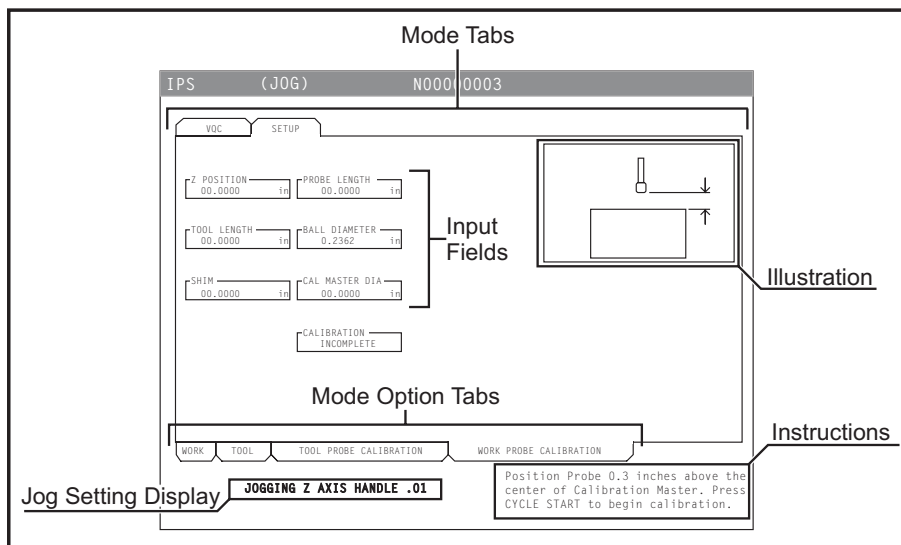 Mode Tabs
IPS (JOG) N00000003
VQC SETUP
Z POSITION
00.0000 in
PROBE LENGTH
00.0000 in
TOOL LENGTH
00.0000 in
BALL DIAMETER
0.2362 in
SHIM
00.0000 in
CAL MASTER DIA
00.0000 in
CALIBRATION
INCOMPLETE
Input
Fields
Illustration
Mode Option Tabs
WORK TOOL TOOL PROBE CALIBRATION WORK PROBE CALIBRATION
Instructions
Jog Setting Display
JOGGING Z AXIS HANDLE .01
Position Probe 0.3 inches above the
center of Calibration Master. Press
CYCLE START to begin calibration.